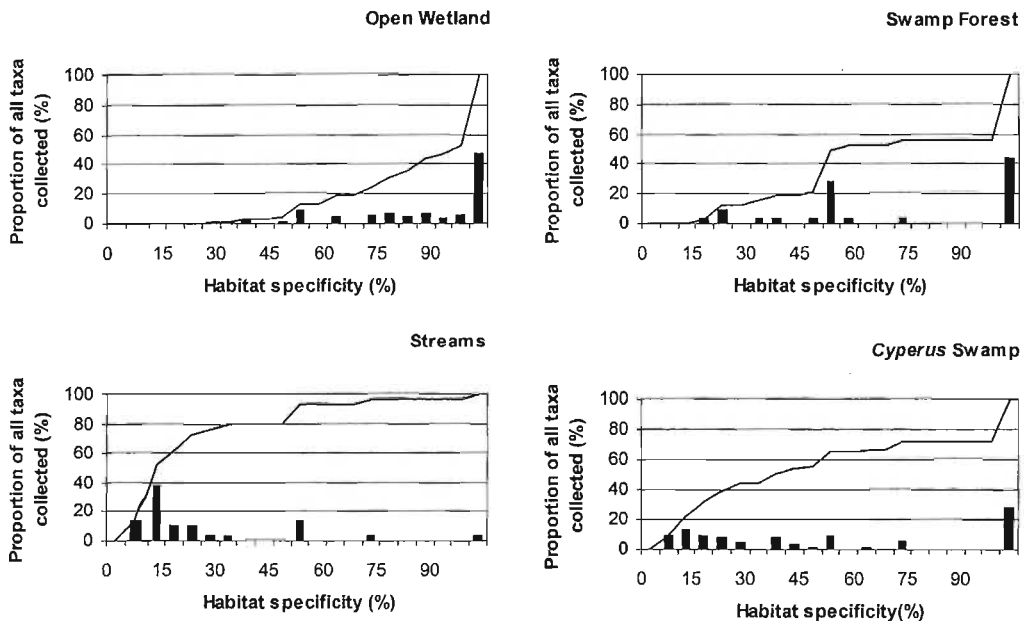 Open Wetland
Proportion of all taxa
collected (%)
100
80
60
40
20
0
0 15 30 45 60 75 90
Habitat specificity (%)
Swamp Forest
Proportion of all taxa
collected (%)
100
80
60
40
20
0
0 15 30 45 60 75 90
Habitat specificity (%)
Streams
Proportion of all taxa
collected (%)
100
80
60
40
20
0
0 15 30 45 60 75 90
Habitat specificity (%)
Cyperus Swamp
Proportion of all taxa
collected (%)
100
80
60
40
20
0
0 15 30 45 60 75 90
Habitat specificity(%)